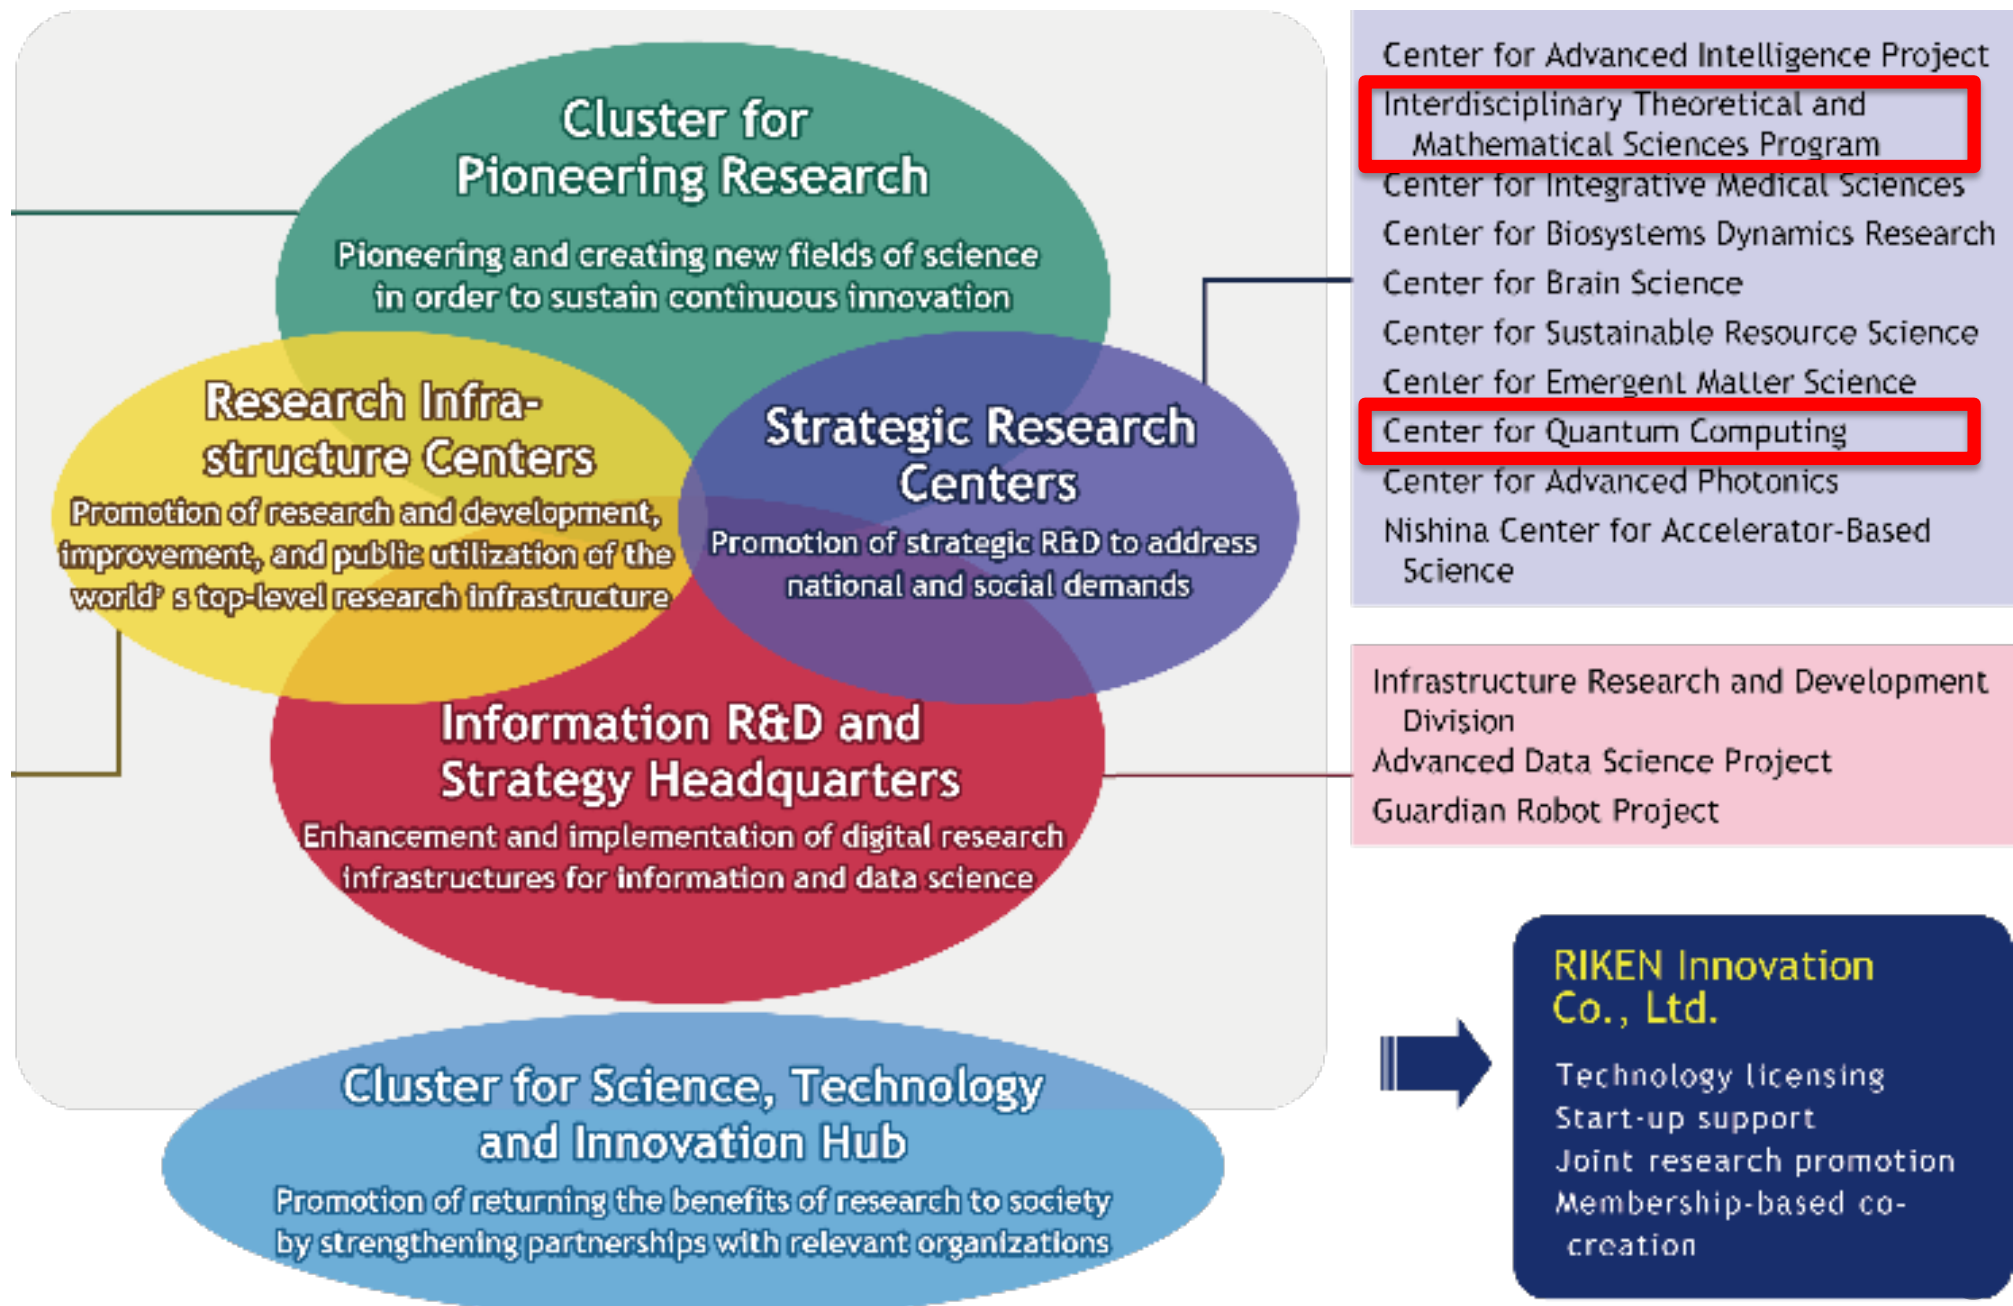 Cluster for
Pioneering Research
Pioneering and creating new fields of science
in order to sustain continuous innovation
Research Infra-
structure Centers
Promotion of research and development,
improvement, and public utilization of the
world' s top-level research infrastructure
Strategic Research
Centers
Promotion of strategic R&D to address
national and social demands
Information R&D and
Strategy Headquarters
Enhancement and implementation of digital research
infrastructures for information and data science
Cluster for Science, Technology
and Innovation Hub
Promotion of returning the benefits of research to society
by strengthening partnerships with relevant organizations
Center for Advanced Intelligence Project
Interdisciplinary Theoretical and
Mathematical Sciences Program
Center for Integrative Medical Sciences
Center for Biosystems Dynamics Research
Center for Brain Science
Center for Sustainable Resource Science
Center for Emergent Matter Science
Center for Quantum Computing
Center for Advanced Photonics
Nishina Center for Accelerator-Based
Science
Infrastructure Research and Development
Division
Advanced Data Science Project
Guardian Robot Project
RIKEN Innovation
Co., Ltd.
Technology licensing
Start-up support
Joint research promotion
Membership-based co-
creation